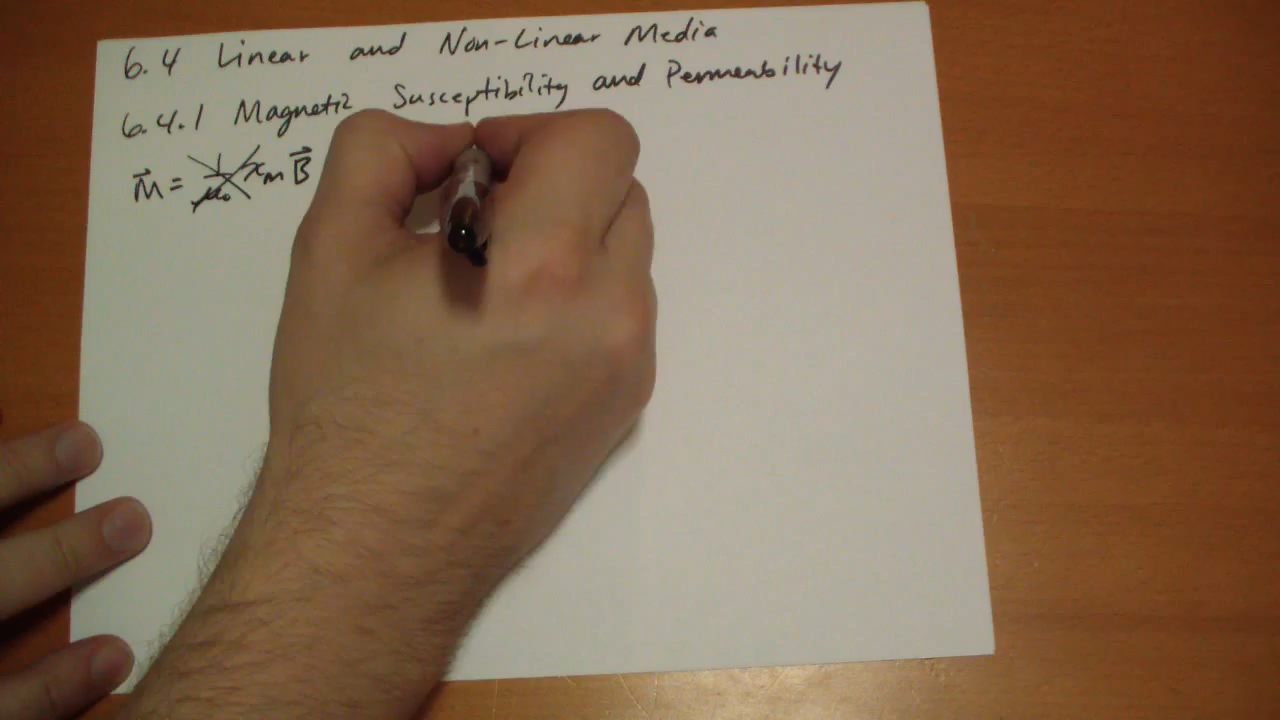 6.4 Linear and Non-Linear Media
6.4.1 Magnetic Susceptibility and Permeability
M⃗ = 1/μ₀ χₘ B⃗